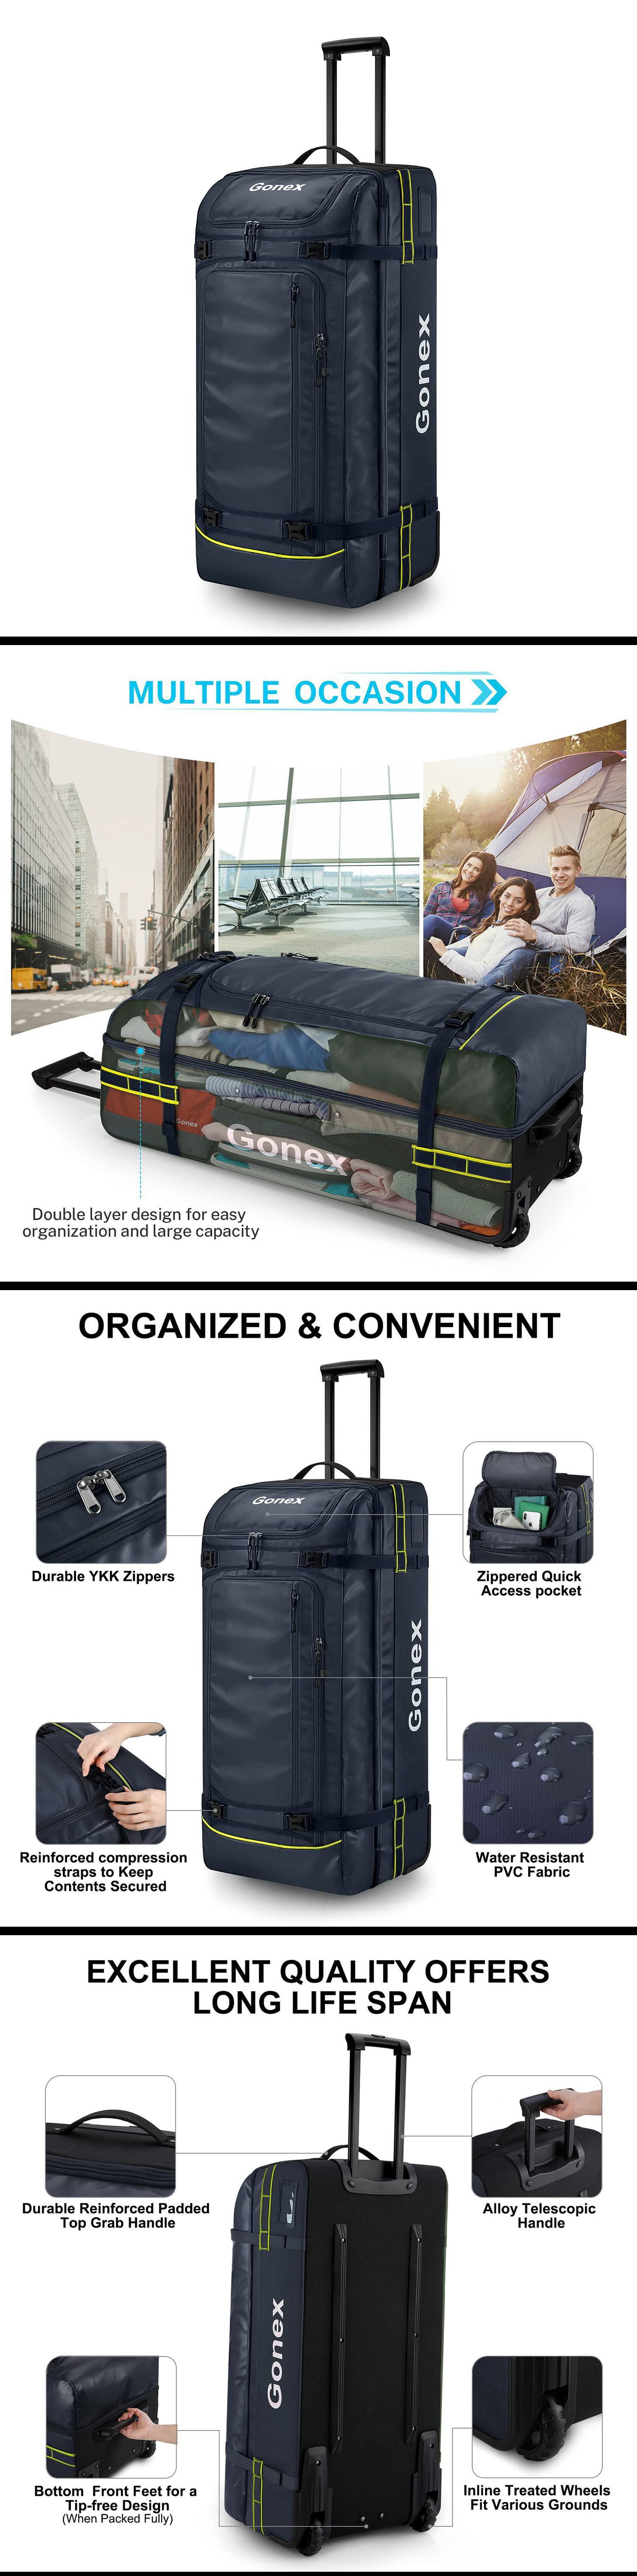 Gonex
Gonex
MULTIPLE OCCASION
Gonex
Gonex
Double layer design for easy
organization and large capacity
ORGANIZED & CONVENIENT
Gonex
Durable YKK Zippers
Zippered Quick
Access pocket
Gonex
Reinforced compression
straps to Keep
Contents Secured
Water Resistant
PVC Fabric
EXCELLENT QUALITY OFFERS
LONG LIFE SPAN
Durable Reinforced Padded
Top Grab Handle
Alloy Telescopic
Handle
Gonex
Bottom Front Feet for a
Tip-free Design
(When Packed Fully)
Inline Treated Wheels
Fit Various Grounds